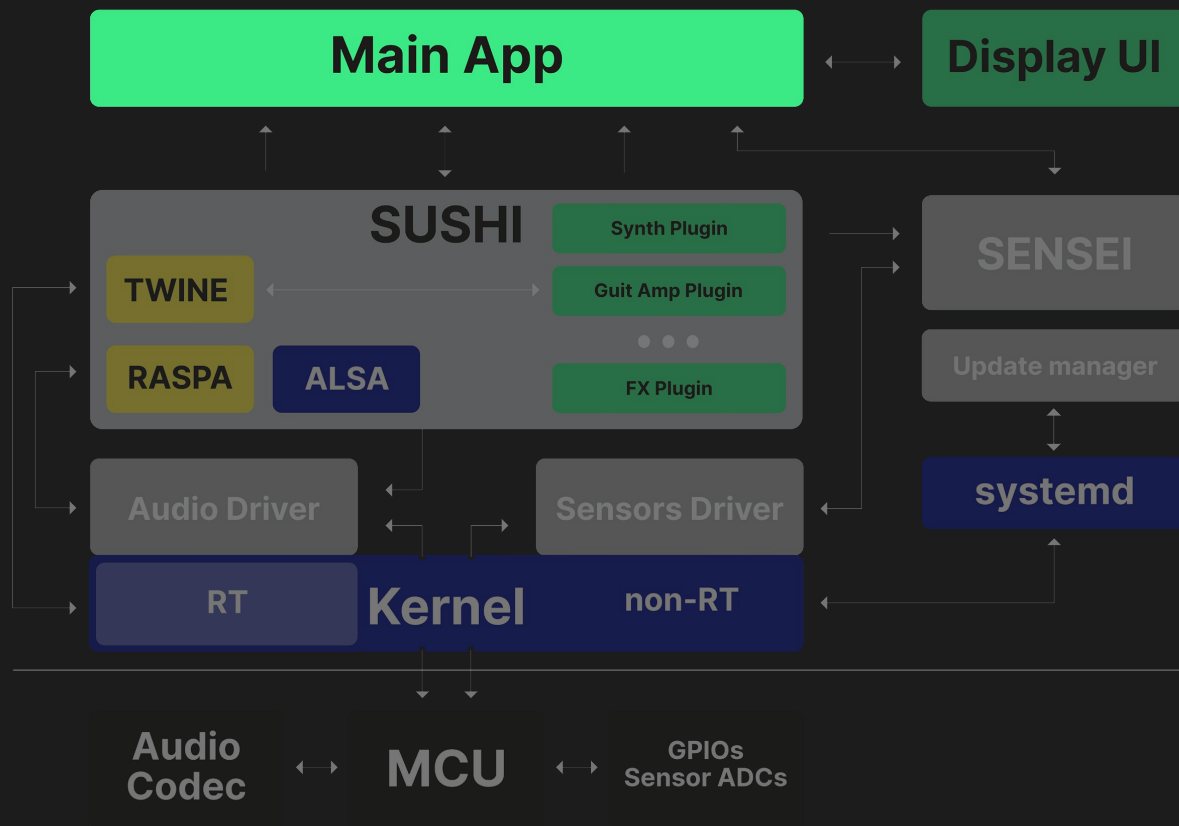 Main App
Display UI
SUSHI
Synth Plugin
TWINE
Guit Amp Plugin
SENSEI
RASPA
ALSA
FX Plugin
Update manager
Audio Driver
Sensors Driver
systemd
RT
Kernel
non-RT
Audio
Codec
MCU
GPIOs
Sensor ADCs